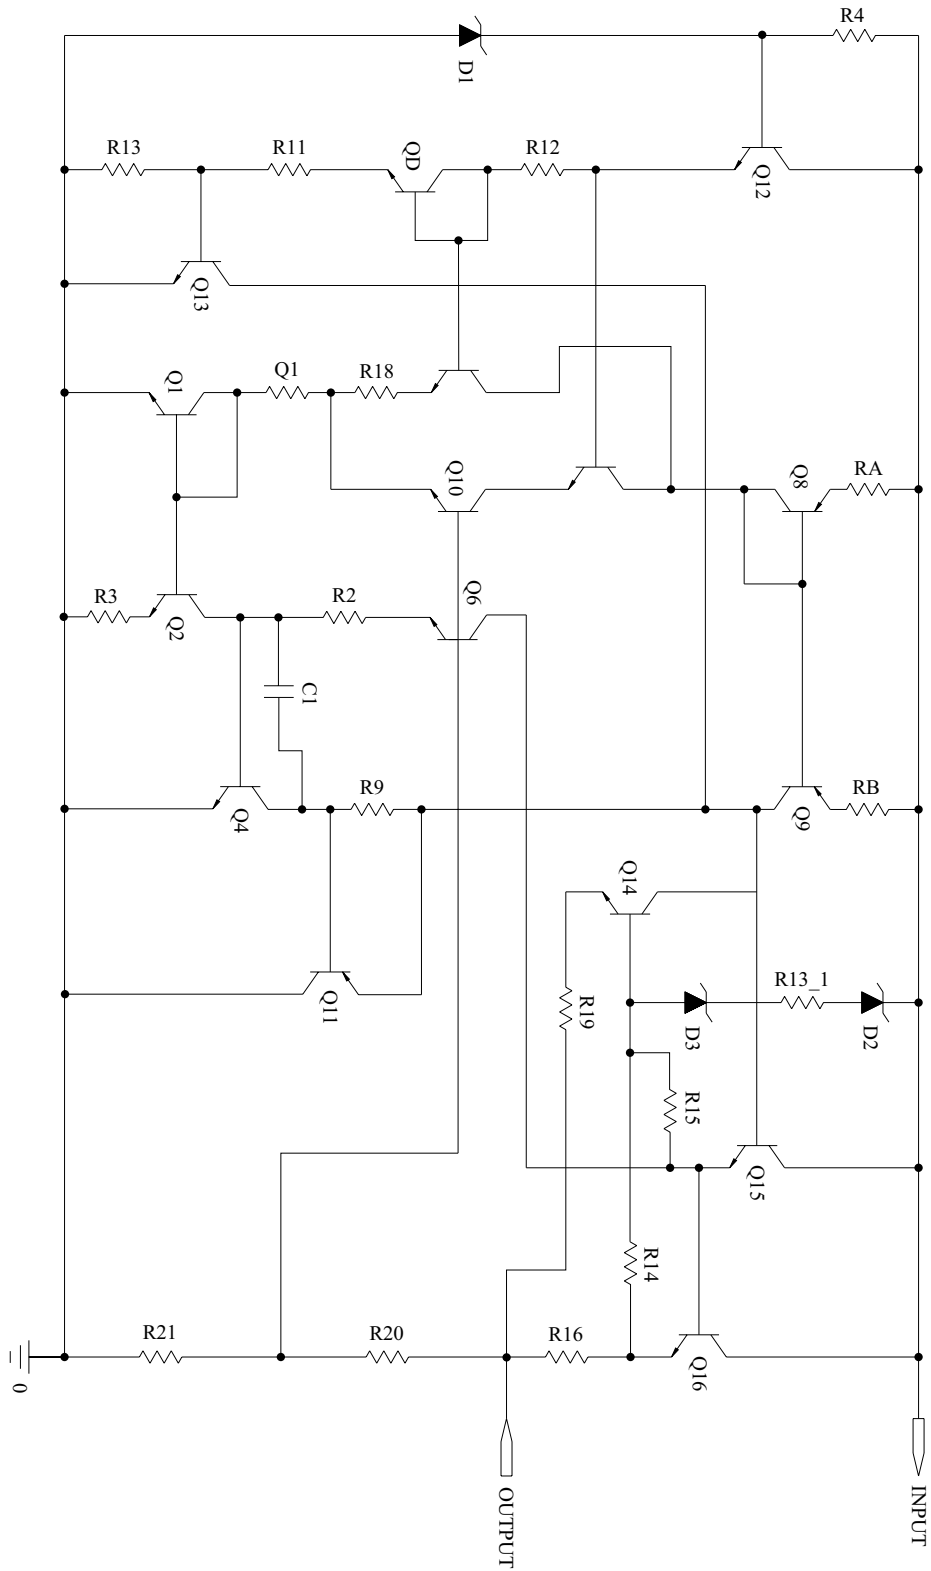 R4
D1
R13
R11
QD
R12
Q12
Q13
Q1
Q1
R18
Q10
Q8
RA
R3
Q2
R2
Q6
C1
Q4
R9
Q9
RB
Q14
Q11
R19
D3
R13_1
D2
R15
Q15
R14
R21
R20
R16
Q16
0
OUTPUT
INPUT